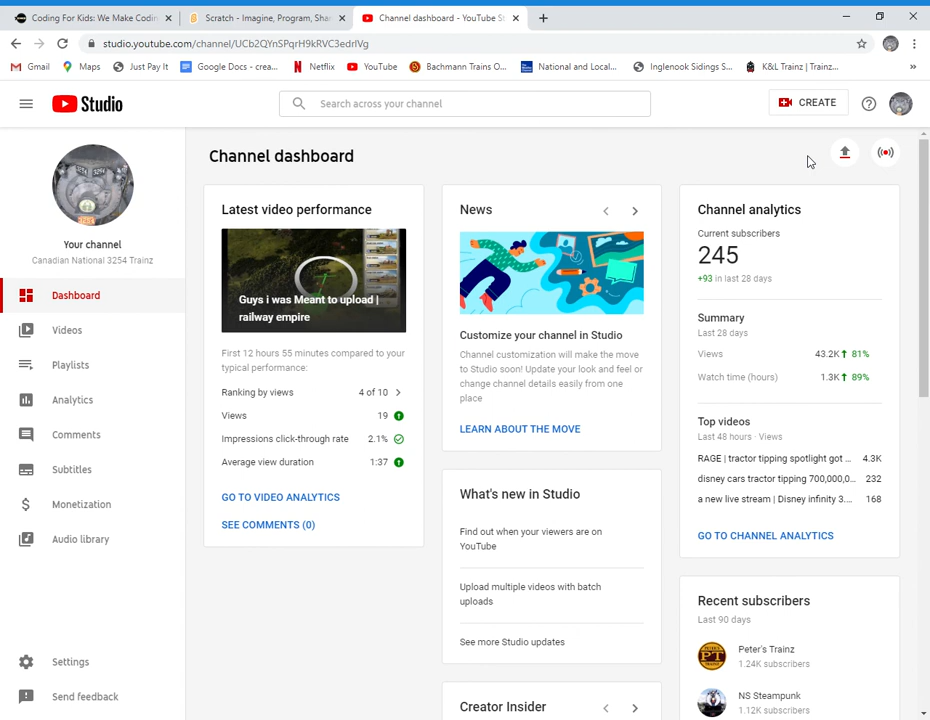 Coding For Kids: We Make Codin
Scratch - Imagine, Program, Shar
Channel dashboard - YouTube St
studio.youtube.com/channel/UCb2QYnSPqrH9kRVC3edrlVg
Gmail
Maps
Just Pay It
Google Docs - crea...
Netflix
YouTube
Bachmann Trains O...
National and Local...
Inglenook Sidings S...
K&L Trainz | Trainz...
Studio
Search across your channel
CREATE
Your channel
Canadian National 3254 Trainz
Dashboard
Videos
Playlists
Analytics
Comments
Subtitles
Monetization
Audio library
Settings
Send feedback
Channel dashboard
Latest video performance
Guys i was Meant to upload |
railway empire
First 12 hours 55 minutes compared to your
typical performance:
Ranking by views 4 of 10
Views 19
Impressions click-through rate 2.1%
Average view duration 1:37
GO TO VIDEO ANALYTICS
SEE COMMENTS (0)
News
Customize your channel in Studio
Channel customization will make the move
to Studio soon! Update your look and feel or
change channel details easily from one
place
LEARN ABOUT THE MOVE
What's new in Studio
Find out when your viewers are on
YouTube
Upload multiple videos with batch
uploads
See more Studio updates
Creator Insider
Channel analytics
Current subscribers
245
+93 in last 28 days
Summary
Last 28 days
Views 43.2K 81%
Watch time (hours) 1.3K 89%
Top videos
Last 48 hours · Views
RAGE | tractor tipping spotlight got ... 4.3K
disney cars tractor tipping 700,000,0... 232
a new live stream | Disney infinity 3.... 168
GO TO CHANNEL ANALYTICS
Recent subscribers
Last 90 days
Peter's Trainz
1.24K subscribers
NS Steampunk
1.12K subscribers